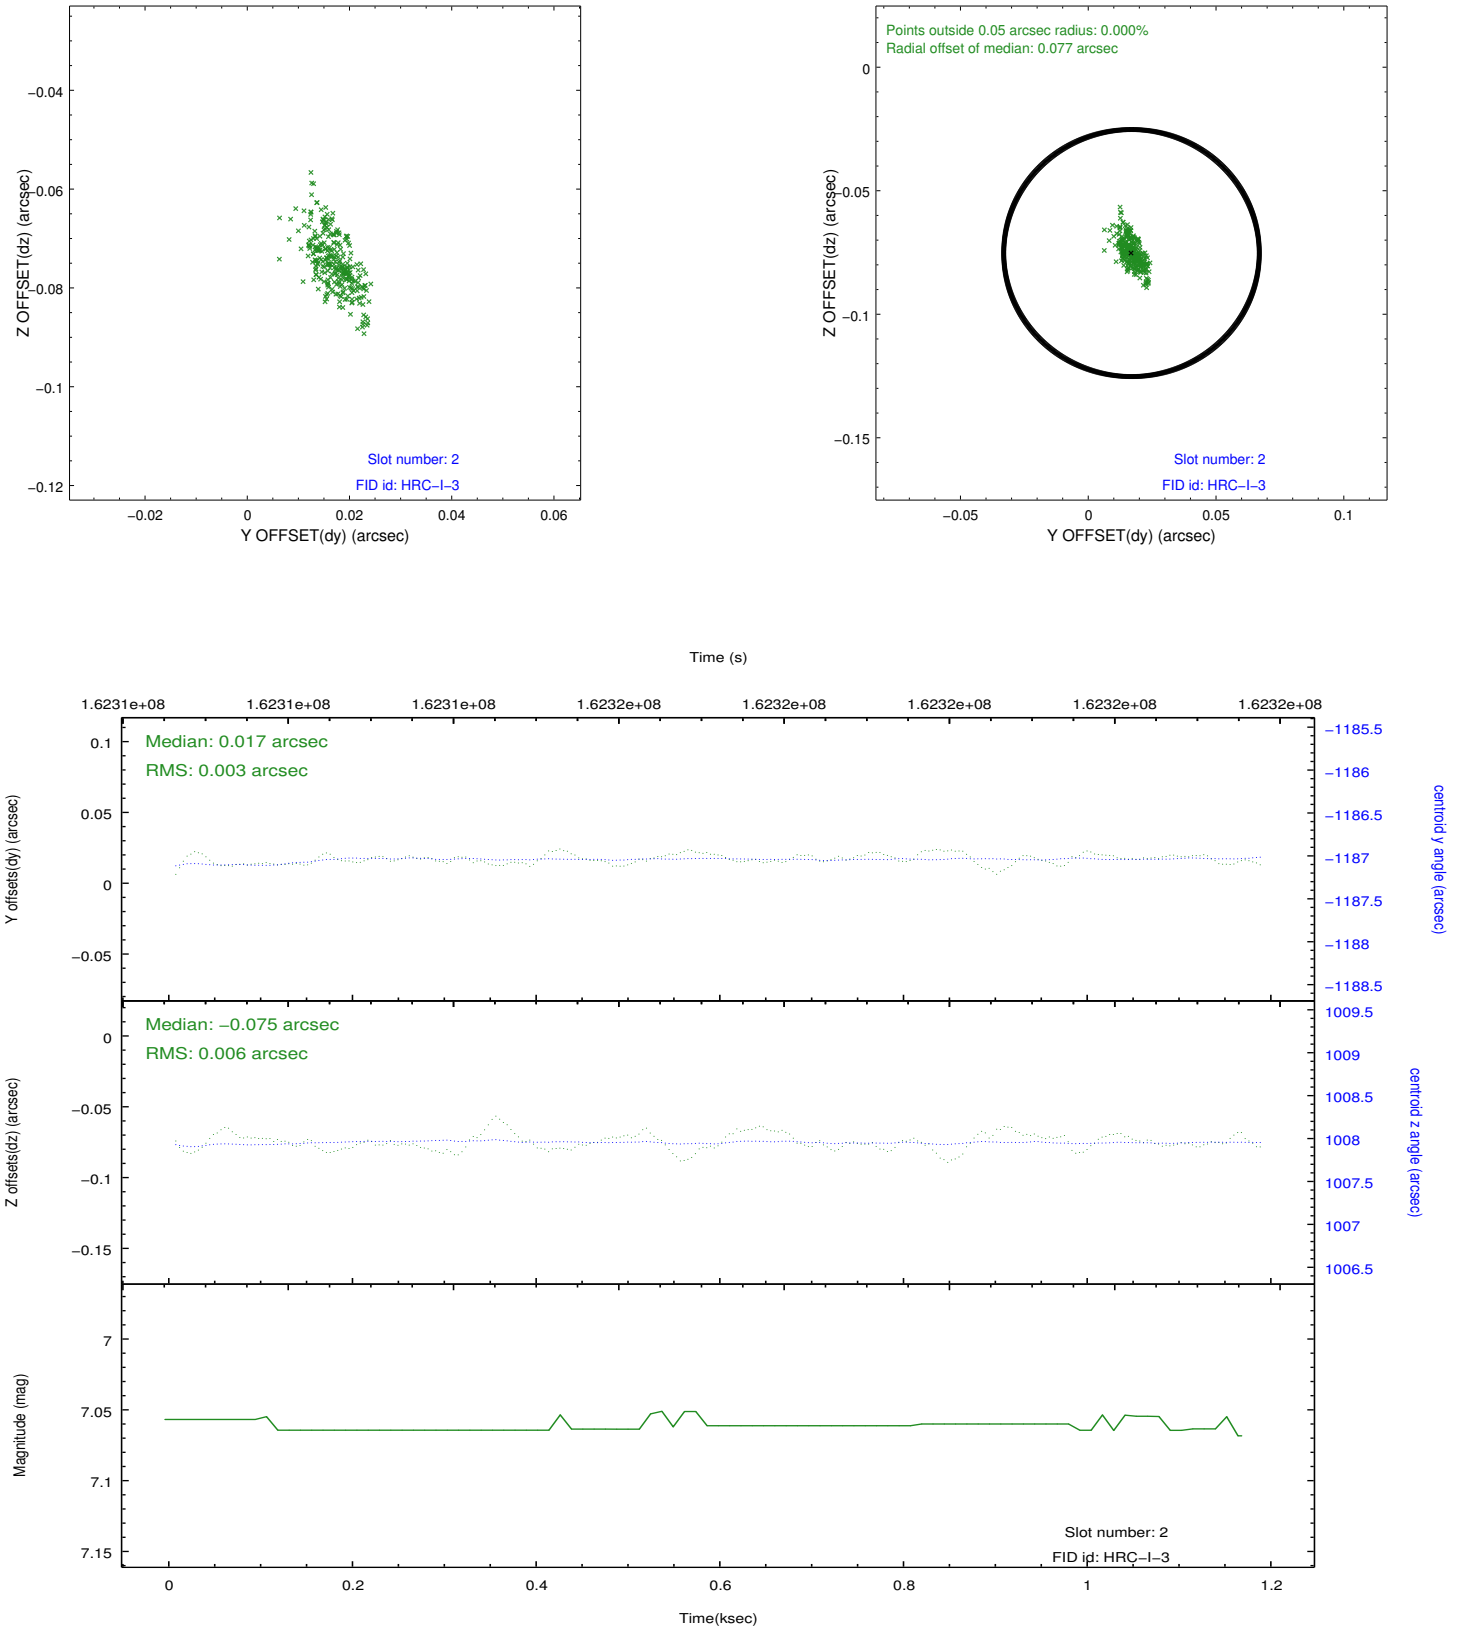 −0.04
−0.06
−0.08
−0.1
−0.12
Z OFFSET(dz) (arcsec)
Slot number: 2
FID id: HRC−I−3
−0.02
0
0.02
0.04
0.06
Y OFFSET(dy) (arcsec)
Points outside 0.05 arcsec radius: 0.000%
Radial offset of median: 0.077 arcsec
0
−0.05
−0.1
−0.15
Z OFFSET(dz) (arcsec)
Slot number: 2
FID id: HRC−I−3
−0.05
0
0.05
0.1
Y OFFSET(dy) (arcsec)
Time (s)
1.6231e+08
1.6231e+08
1.6231e+08
1.6232e+08
1.6232e+08
1.6232e+08
1.6232e+08
1.6232e+08
Median: 0.017 arcsec
RMS: 0.003 arcsec
0.1
0.05
0
−0.05
Y offsets(dy) (arcsec)
−1185.5
−1186
−1186.5
−1187
−1187.5
−1188
−1188.5
centroid y angle (arcsec)
Median: −0.075 arcsec
RMS: 0.006 arcsec
0
−0.05
−0.1
−0.15
Z offsets(dz) (arcsec)
1009.5
1009
1008.5
1008
1007.5
1007
1006.5
centroid z angle (arcsec)
7
7.05
7.1
7.15
Magnitude (mag)
Slot number: 2
FID id: HRC−I−3
0
0.2
0.4
0.6
0.8
1
1.2
Time(ksec)